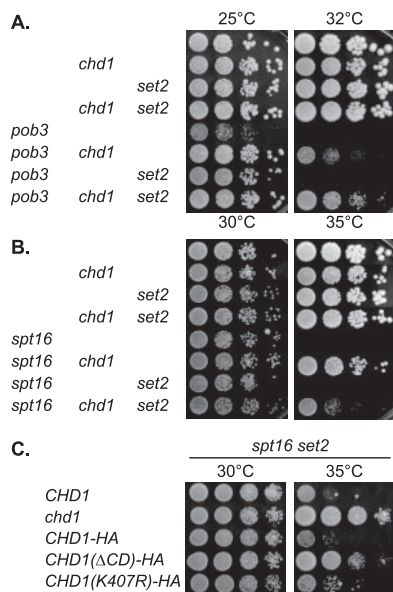 A.
25°C 32°C
chd1
set2
chd1 set2
pob3
pob3 chd1
pob3 set2
pob3 chd1 set2
B.
30°C 35°C
chd1
set2
chd1 set2
spt16
spt16 chd1
spt16 set2
spt16 chd1 set2
C.
spt16 set2
30°C 35°C
CHD1
chd1
CHD1-HA
CHD1(ΔCD)-HA
CHD1(K407R)-HA